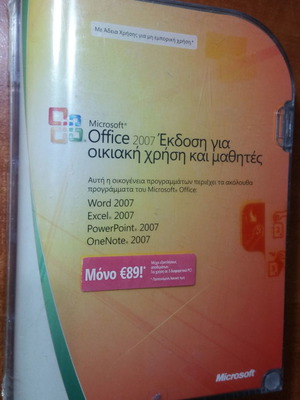 Με Άδεια Χρήσης για μη εμπορική χρήση*
Microsoft®
Office 2007 Έκδοση για
οικιακή χρήση και μαθητές
Αυτή η οικογένεια προγραμμάτων περιέχει τα ακόλουθα
προγράμματα του Microsoft® Office:
Word 2007
Excel® 2007
PowerPoint® 2007
OneNote® 2007
Μόνο €89!*
Microsoft